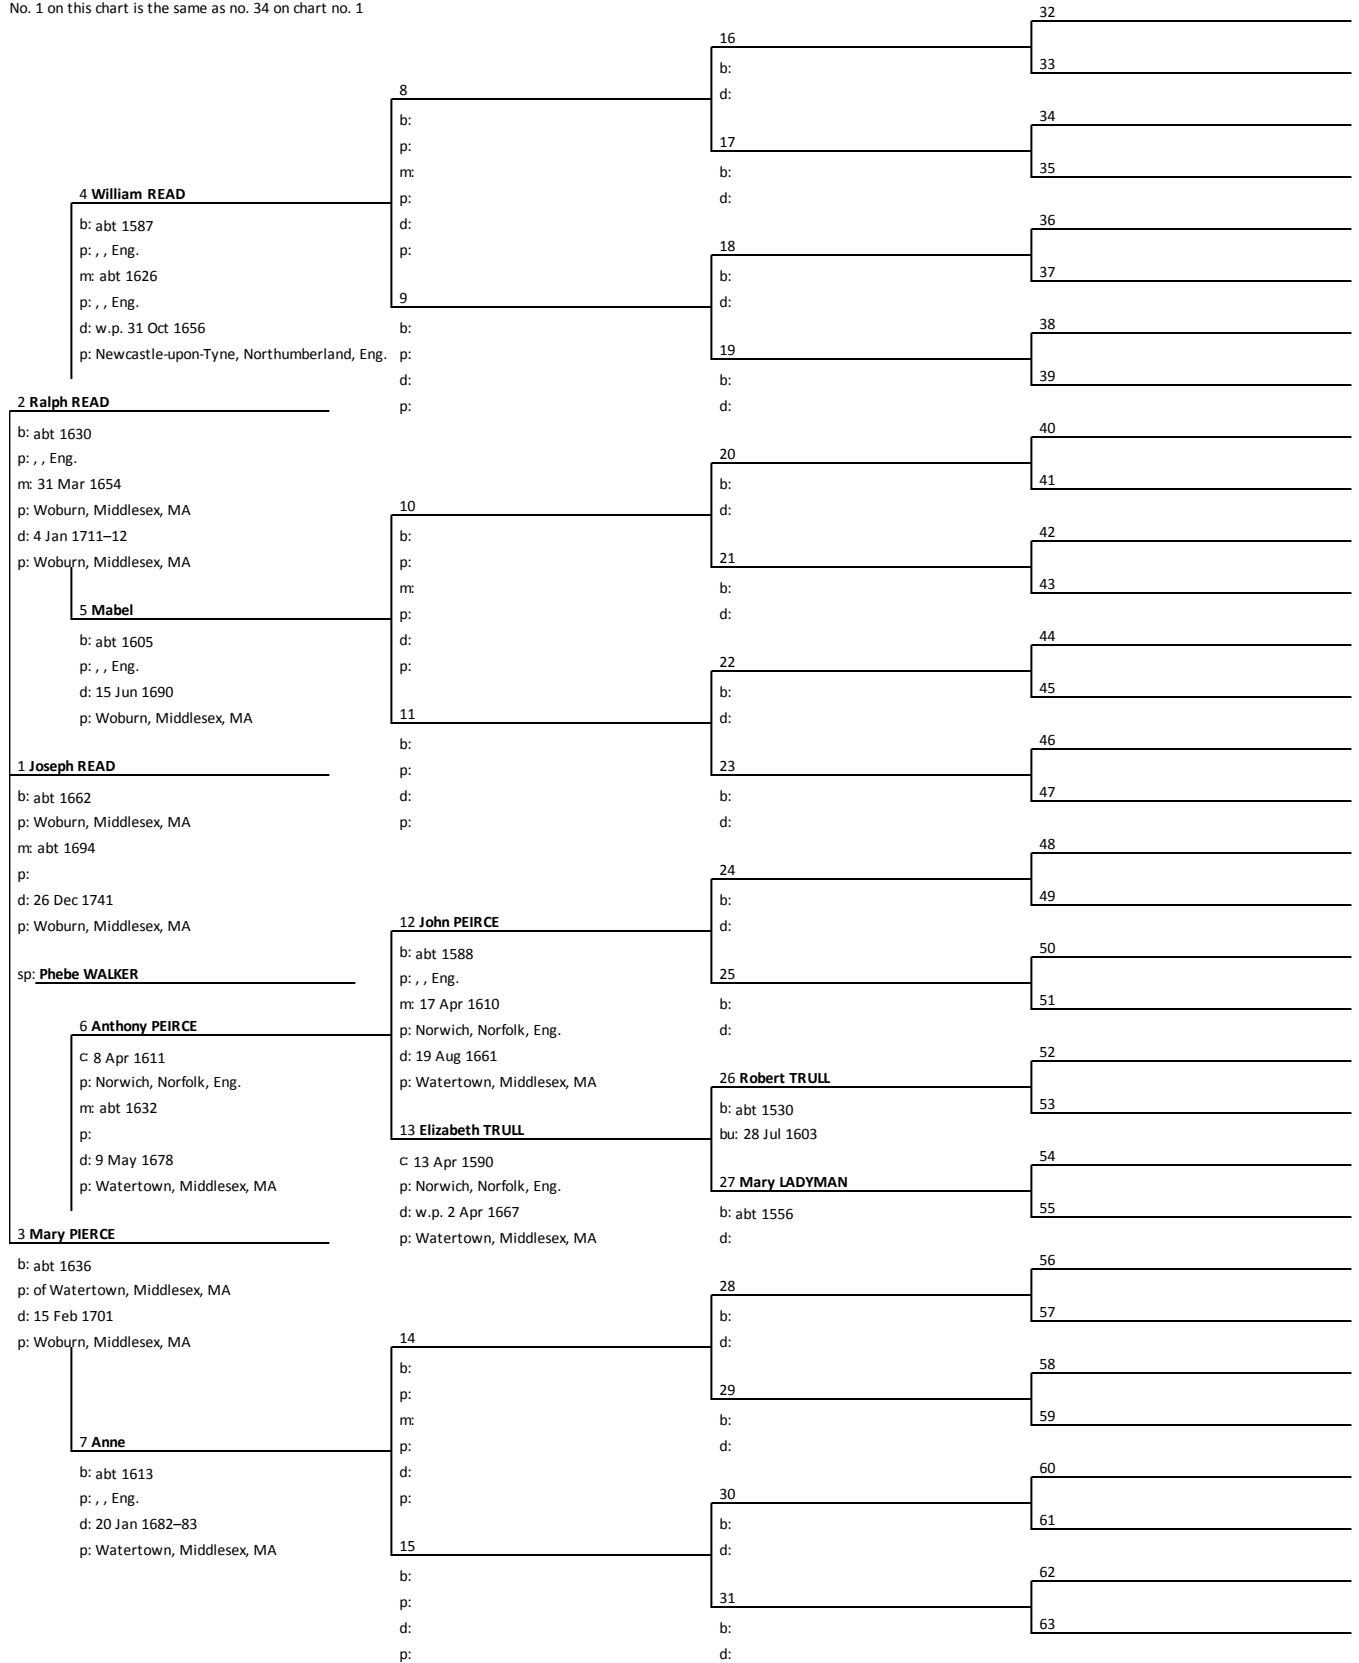 No. 1 on this chart is the same as no. 34 on chart no. 1
4 William READ
b: abt 1587
p: , , Eng.
m: abt 1626
p: , , Eng.
d: w.p. 31 Oct 1656
p: Newcastle-upon-Tyne, Northumberland, Eng.
2 Ralph READ
b: abt 1630
p: , , Eng.
m: 31 Mar 1654
p: Woburn, Middlesex, MA
d: 4 Jan 1711–12
p: Woburn, Middlesex, MA
5 Mabel
b: abt 1605
p: , , Eng.
d: 15 Jun 1690
p: Woburn, Middlesex, MA
1 Joseph READ
b: abt 1662
p: Woburn, Middlesex, MA
m: abt 1694
p:
d: 26 Dec 1741
p: Woburn, Middlesex, MA
sp: Phebe WALKER
6 Anthony PEIRCE
c: 8 Apr 1611
p: Norwich, Norfolk, Eng.
m: abt 1632
p:
d: 9 May 1678
p: Watertown, Middlesex, MA
3 Mary PIERCE
b: abt 1636
p: of Watertown, Middlesex, MA
d: 15 Feb 1701
p: Woburn, Middlesex, MA
7 Anne
b: abt 1613
p: , , Eng.
d: 20 Jan 1682–83
p: Watertown, Middlesex, MA
8
b:
p:
m:
p:
d:
p:
9
b:
p:
d:
p:
10
b:
p:
m:
p:
d:
p:
11
b:
p:
d:
p:
12 John PEIRCE
b: abt 1588
p: , , Eng.
m: 17 Apr 1610
p: Norwich, Norfolk, Eng.
d: 19 Aug 1661
p: Watertown, Middlesex, MA
13 Elizabeth TRULL
c: 13 Apr 1590
p: Norwich, Norfolk, Eng.
d: w.p. 2 Apr 1667
p: Watertown, Middlesex, MA
14
b:
p:
m:
p:
d:
p:
15
b:
p:
d:
p:
16
b:
d:
17
b:
d:
18
b:
d:
19
b:
d:
20
b:
d:
21
b:
d:
22
b:
d:
23
b:
d:
24
b:
d:
25
b:
d:
26 Robert TRULL
b: abt 1530
bu: 28 Jul 1603
27 Mary LADYMAN
b: abt 1556
d:
28
b:
d:
29
b:
d:
30
b:
d:
31
b:
d:
32
33
34
35
36
37
38
39
40
41
42
43
44
45
46
47
48
49
50
51
52
53
54
55
56
57
58
59
60
61
62
63